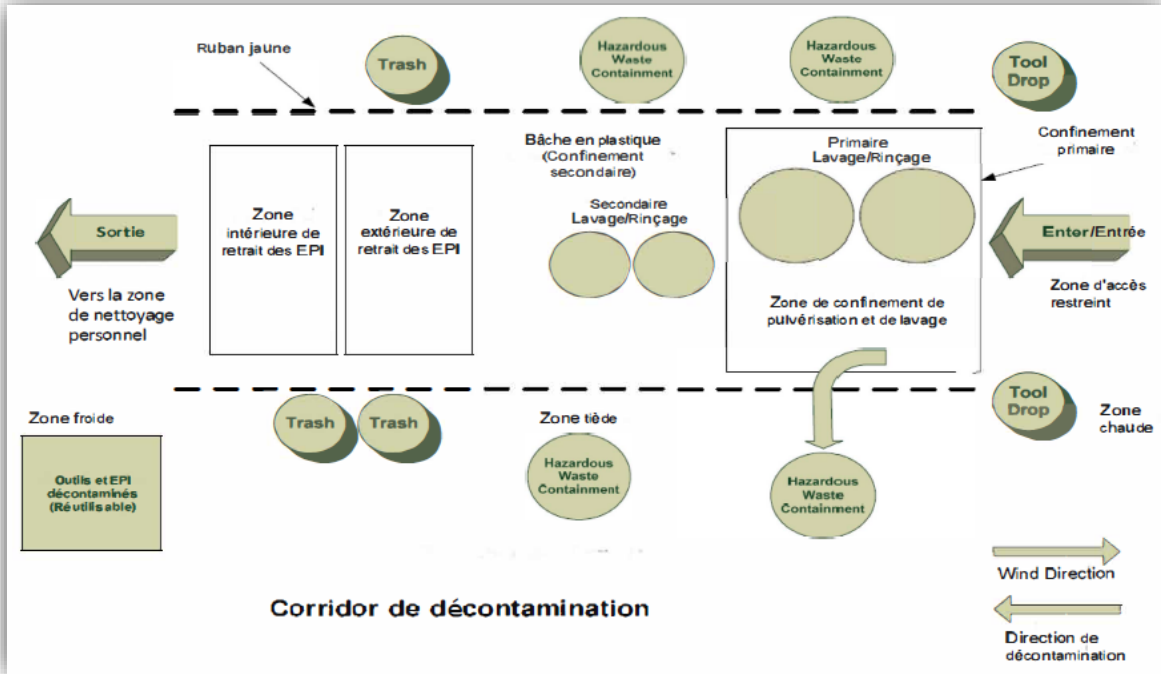 Ruban jaune
Trash
Hazardous
Waste
Containment
Hazardous
Waste
Containment
Tool
Drop
Bâche en plastique
(Confinement
secondaire)
Primaire
Lavage/Rinçage
Confinement
primaire
Sortie
Zone
intérieure de
retrait des EPI
Zone
extérieure de
retrait des EPI
Secondaire
Lavage/Rinçage
Enter/Entrée
Vers la zone
de nettoyage
personnel
Zone de confinement de
pulvérisation et de lavage
Zone d'accès
restreint
Zone froide
Trash
Trash
Zone tiède
Tool
Drop
Zone
chaude
Outils et EPI
décontaminés
(Réutilisable)
Hazardous
Waste
Containment
Hazardous
Waste
Containment
Wind Direction
Corridor de décontamination
Direction de
décontamination